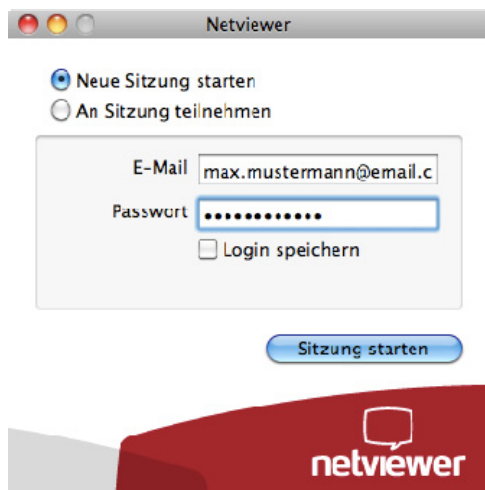 Netviewer
Neue Sitzung starten
An Sitzung teilnehmen
E-Mail max.mustermann@email.c
Passwort ••••••••••••
Login speichern
Sitzung starten
netviewer